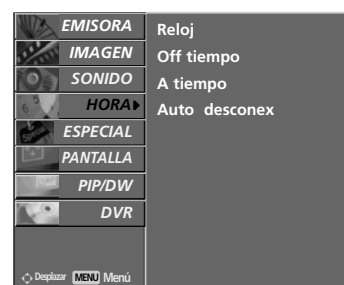 EMISORA
IMAGEN
SONIDO
HORA
ESPECIAL
PANTALLA
PIP/DW
DVR
Reloj
Off tiempo
A tiempo
Auto desconex
Desplazar MENU Menú